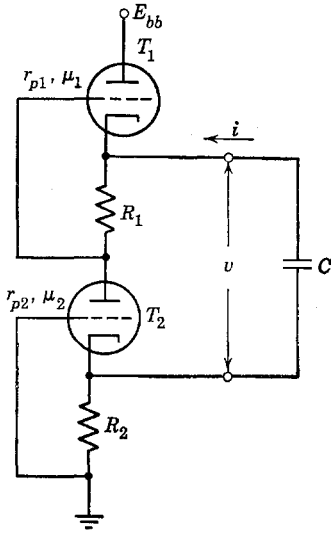 E_bb
T_1
r_p1, μ_1
i
R_1
v
C
r_p2, μ_2
T_2
R_2